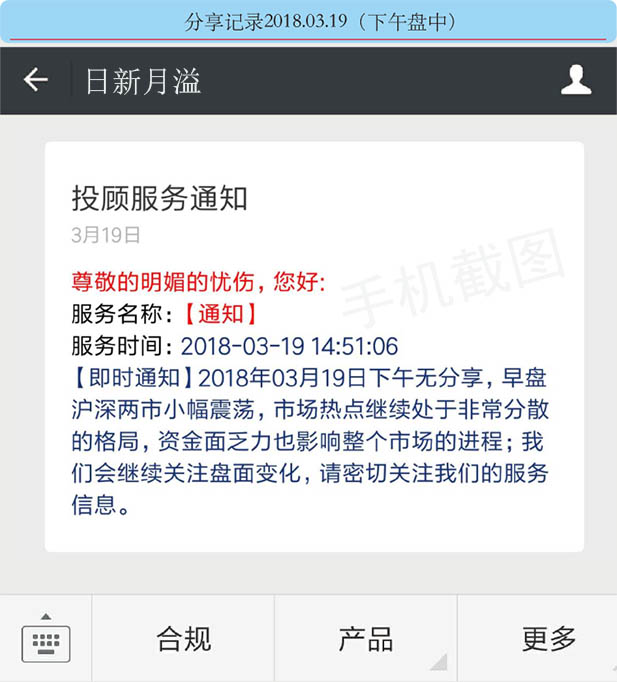 分享记录2018.03.19（下午盘中）
日新月溢
投顾服务通知
3月19日
手机截图
尊敬的明媚的忧伤，您好:
服务名称：【通知】
服务时间：2018-03-19 14:51:06
【即时通知】2018年03月19日下午无分享，早盘
沪深两市小幅震荡，市场热点继续处于非常分散
的格局，资金面乏力也影响整个市场的进程；我
们会继续关注盘面变化，请密切关注我们的服务
信息。
合规
产品
更多